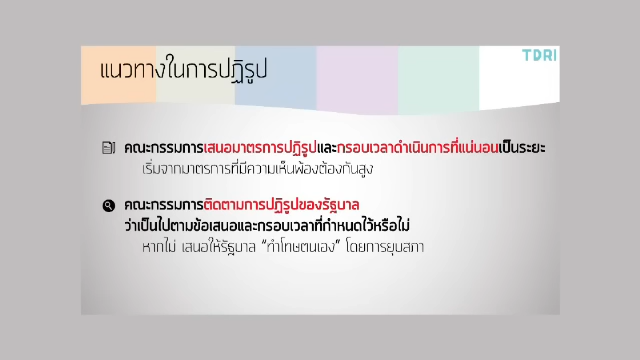 แนวทางในการปฏิรูป
TDRI
คณะกรรมการเสนอมาตรการปฏิรูปและกรอบเวลาดำเนินการที่แน่นอนเป็นระยะ
เริ่มจากมาตรการที่มีความเห็นพ้องต้องกันสูง
คณะกรรมการติดตามการปฏิรูปของรัฐบาล
ว่าเป็นไปตามข้อเสนอและกรอบเวลาที่กำหนดไว้หรือไม่
หากไม่ เสนอให้รัฐบาล “ทำโทษตนเอง” โดยการยุบสภา